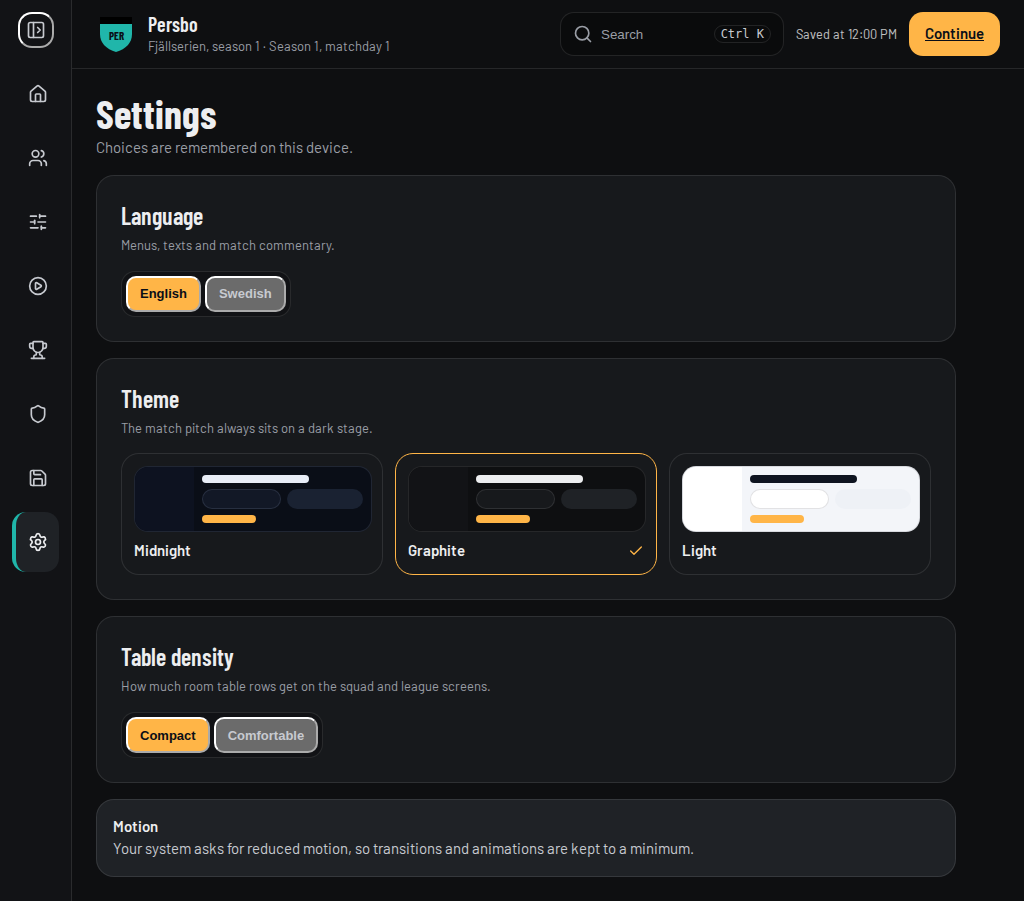 PER
Persbo
Fjällserien, season 1 · Season 1, matchday 1
Search
Ctrl K
Saved at 12:00 PM
Continue
Settings
Choices are remembered on this device.
Language
Menus, texts and match commentary.
English
Swedish
Theme
The match pitch always sits on a dark stage.
Midnight
Graphite
Light
Table density
How much room table rows get on the squad and league screens.
Compact
Comfortable
Motion
Your system asks for reduced motion, so transitions and animations are kept to a minimum.